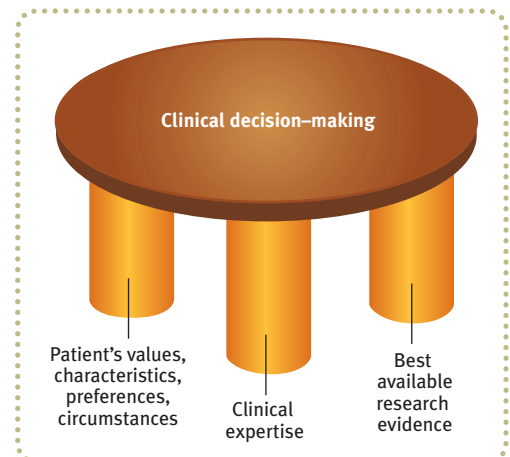 Clinical decision–making
Patient's values,
characteristics,
preferences,
circumstances
Clinical
expertise
Best
available
research
evidence